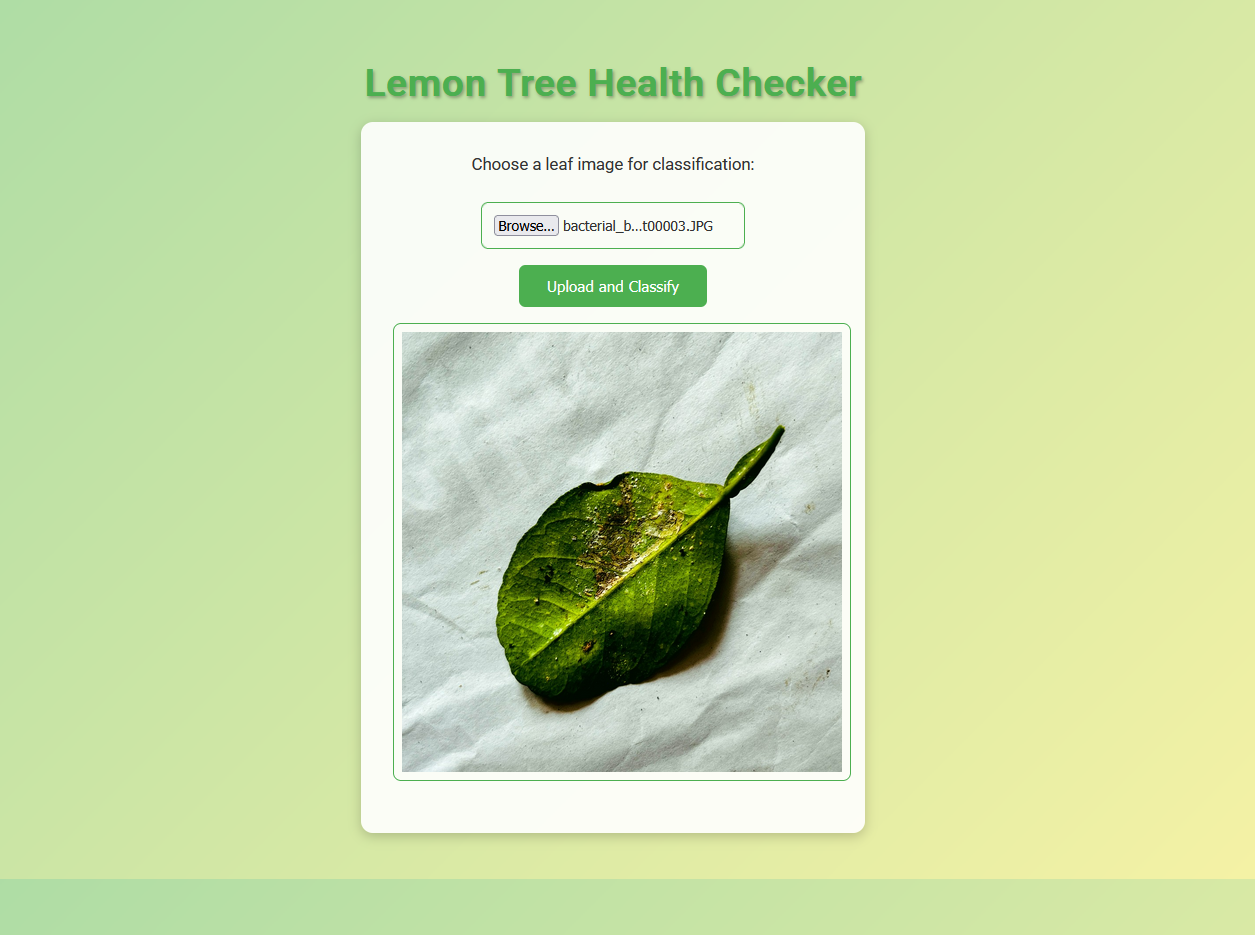 Lemon Tree Health Checker
Choose a leaf image for classification:
Browse... bacterial_b...t00003.JPG
Upload and Classify